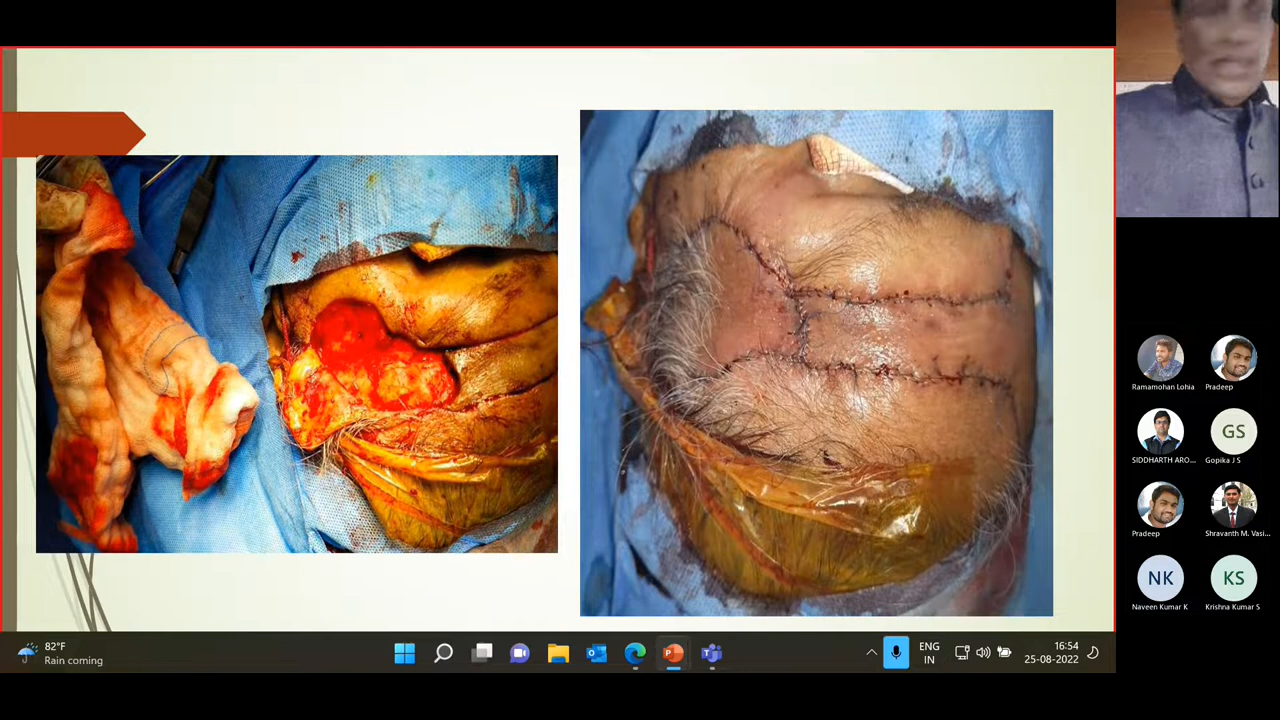 Ramamohan Lohia
Pradeep
SIDDHARTH ARO...
GS
Gopika J S
Pradeep
Shravanth M. Vasi...
NK
Naveen Kumar K
KS
Krishna Kumar S
82°F
Rain coming
ENG
IN
16:54
25-08-2022